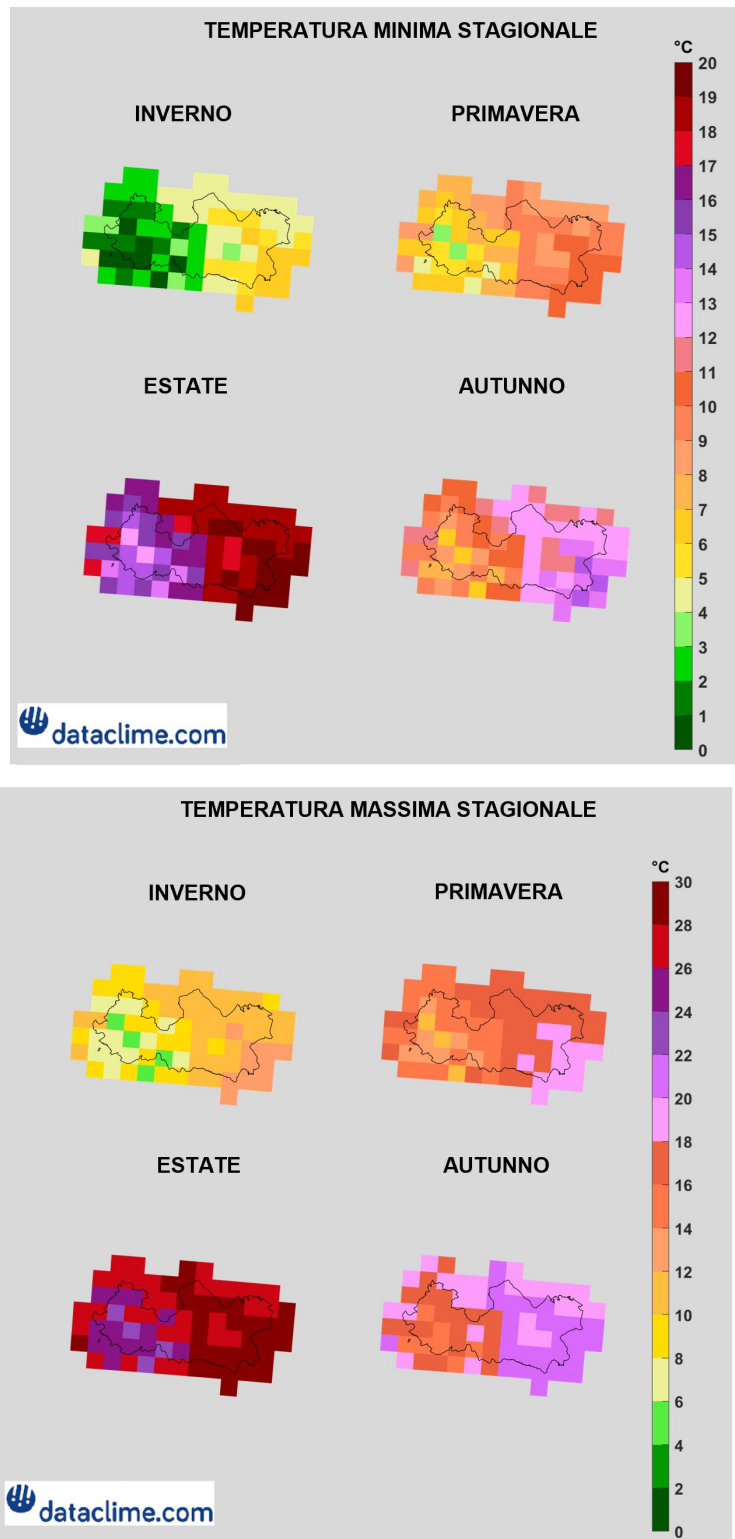 TEMPERATURA MINIMA STAGIONALE
°C
INVERNO
PRIMAVERA
ESTATE
AUTUNNO
20
19
18
17
16
15
14
13
12
11
10
9
8
7
6
5
4
3
2
1
0
dataclime.com
TEMPERATURA MASSIMA STAGIONALE
°C
INVERNO
PRIMAVERA
ESTATE
AUTUNNO
30
28
26
24
22
20
18
16
14
12
10
8
6
4
2
0
dataclime.com